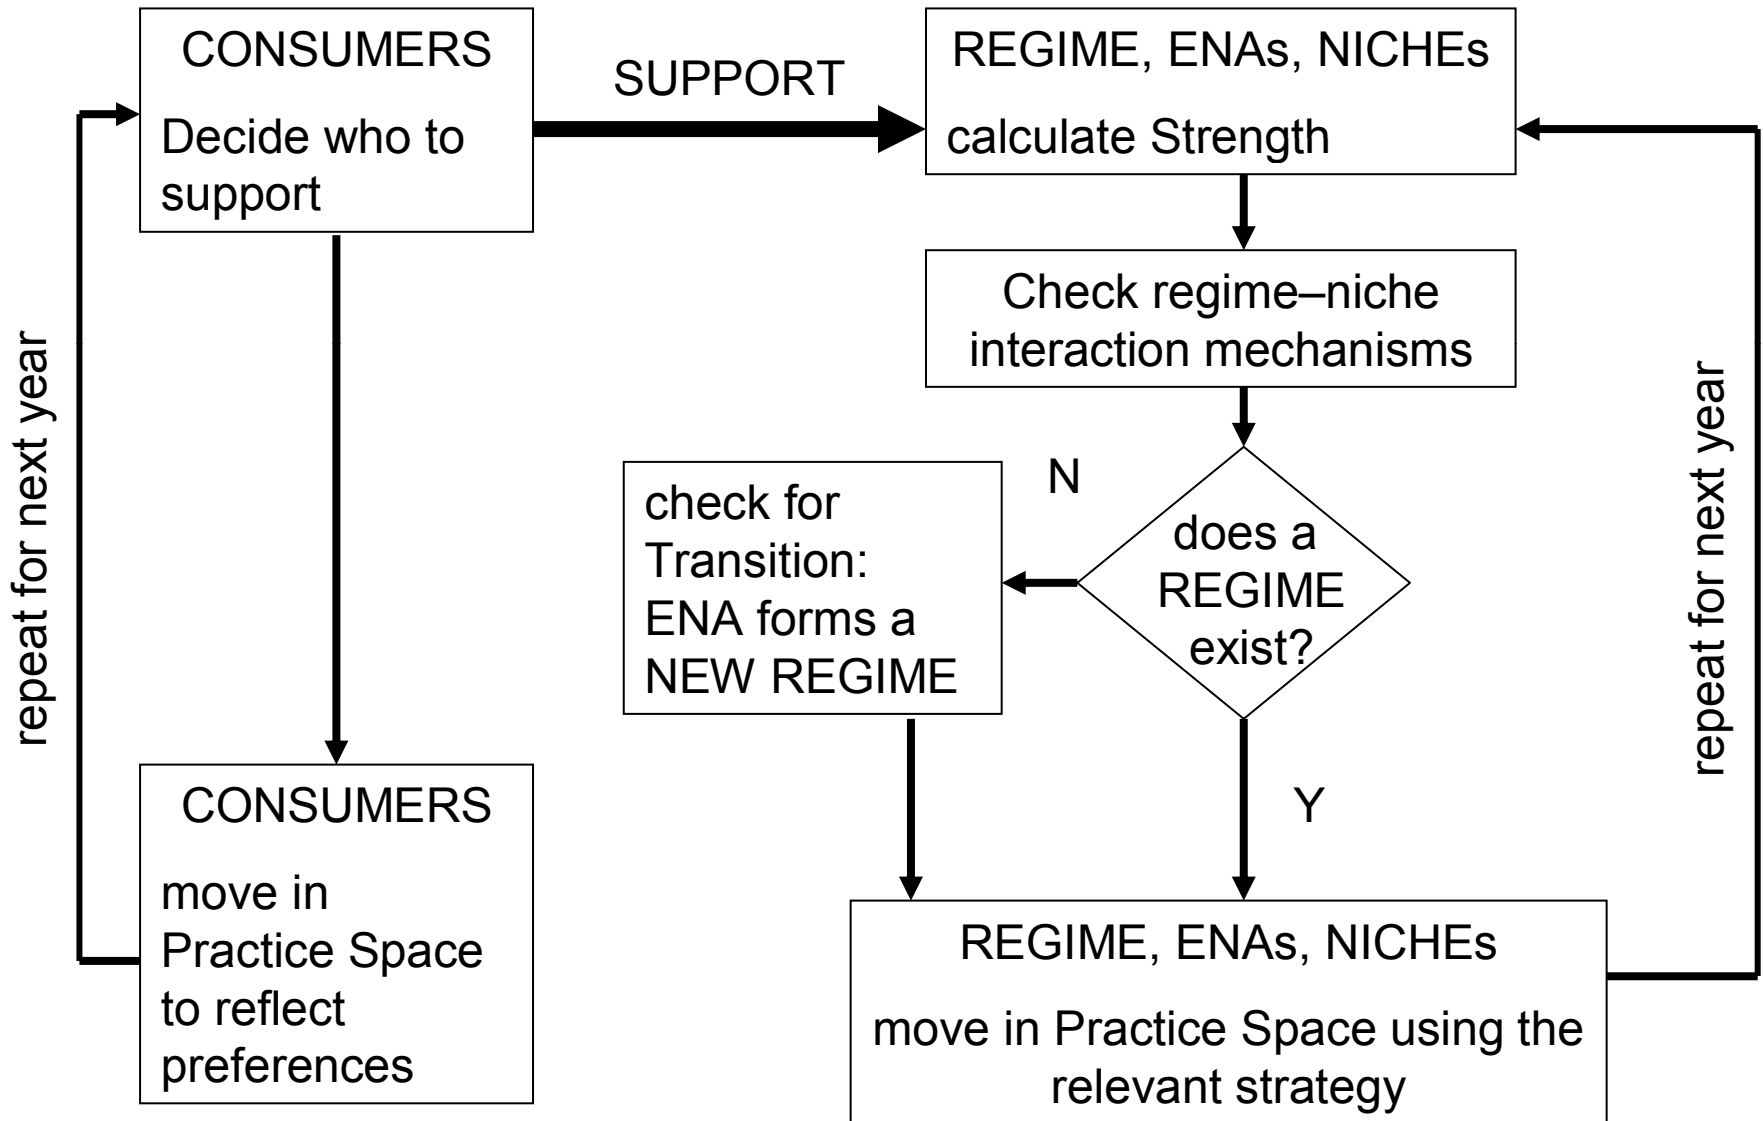 CONSUMERS
Decide who to
support
SUPPORT
REGIME, ENAs, NICHEs
calculate Strength
Check regime–niche
interaction mechanisms
does a
REGIME
exist?
N
check for
Transition:
ENA forms a
NEW REGIME
Y
CONSUMERS
move in
Practice Space
to reflect
preferences
REGIME, ENAs, NICHEs
move in Practice Space using the
relevant strategy
repeat for next year
repeat for next year